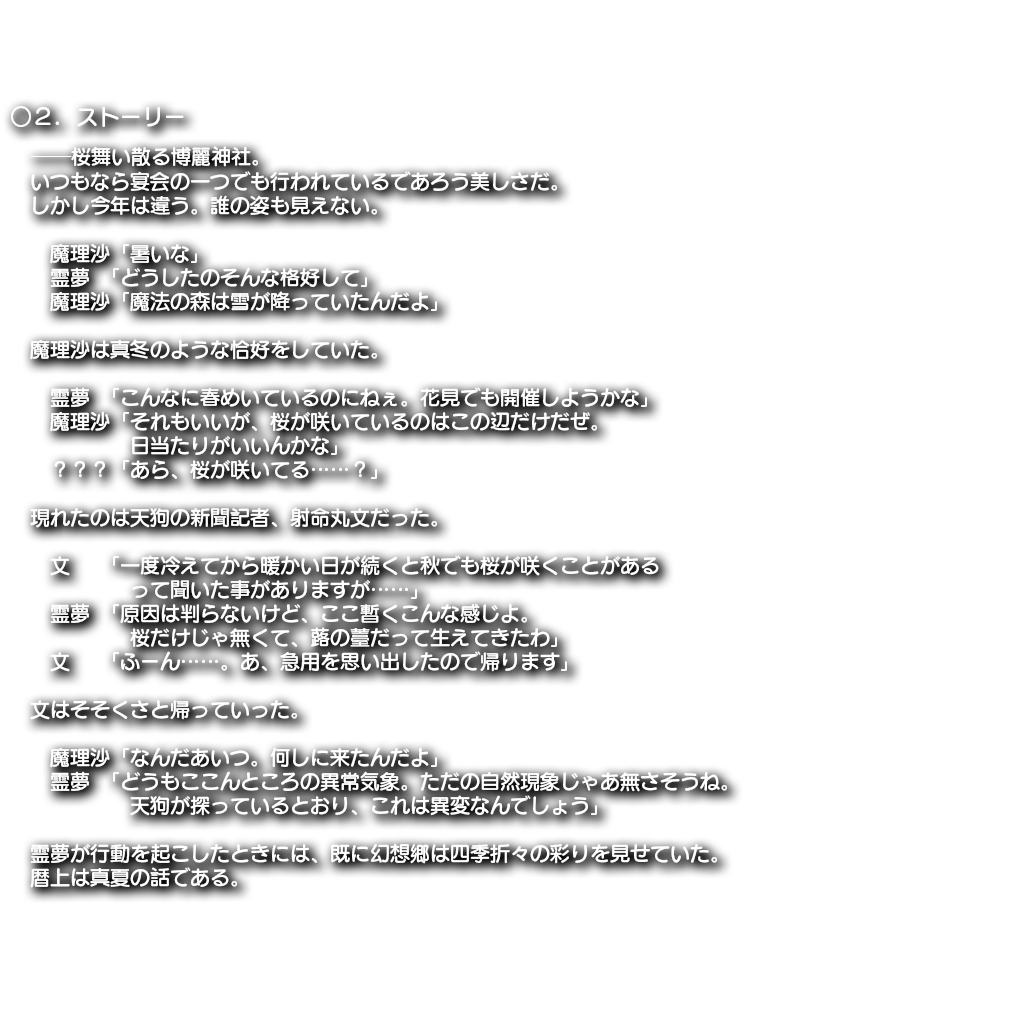 ○２．ストーリー
――桜舞い散る博麗神社。
いつもなら宴会の一つでも行われているであろう美しさだ。
しかし今年は違う。誰の姿も見えない。
魔理沙「暑いな」
霊夢　「どうしたのそんな格好して」
魔理沙「魔法の森は雪が降っていたんだよ」
魔理沙は真冬のような恰好をしていた。
霊夢　「こんなに春めいているのにねぇ。花見でも開催しようかな」
魔理沙「それもいいが、桜が咲いているのはこの辺だけだぜ。
日当たりがいいんかな」
？？？「あら、桜が咲いてる……？」
現れたのは天狗の新聞記者、射命丸文だった。
文　　「一度冷えてから暖かい日が続くと秋でも桜が咲くことがある
って聞いた事がありますが……」
霊夢　「原因は判らないけど、ここ暫くこんな感じよ。
桜だけじゃ無くて、蕗の薹だって生えてきたわ」
文　　「ふーん……。あ、急用を思い出したので帰ります」
文はそそくさと帰っていった。
魔理沙「なんだあいつ。何しに来たんだよ」
霊夢　「どうもここんところの異常気象。ただの自然現象じゃあ無さそうね。
天狗が探っているとおり、これは異変なんでしょう」
霊夢が行動を起こしたときには、既に幻想郷は四季折々の彩りを見せていた。
暦上は真夏の話である。